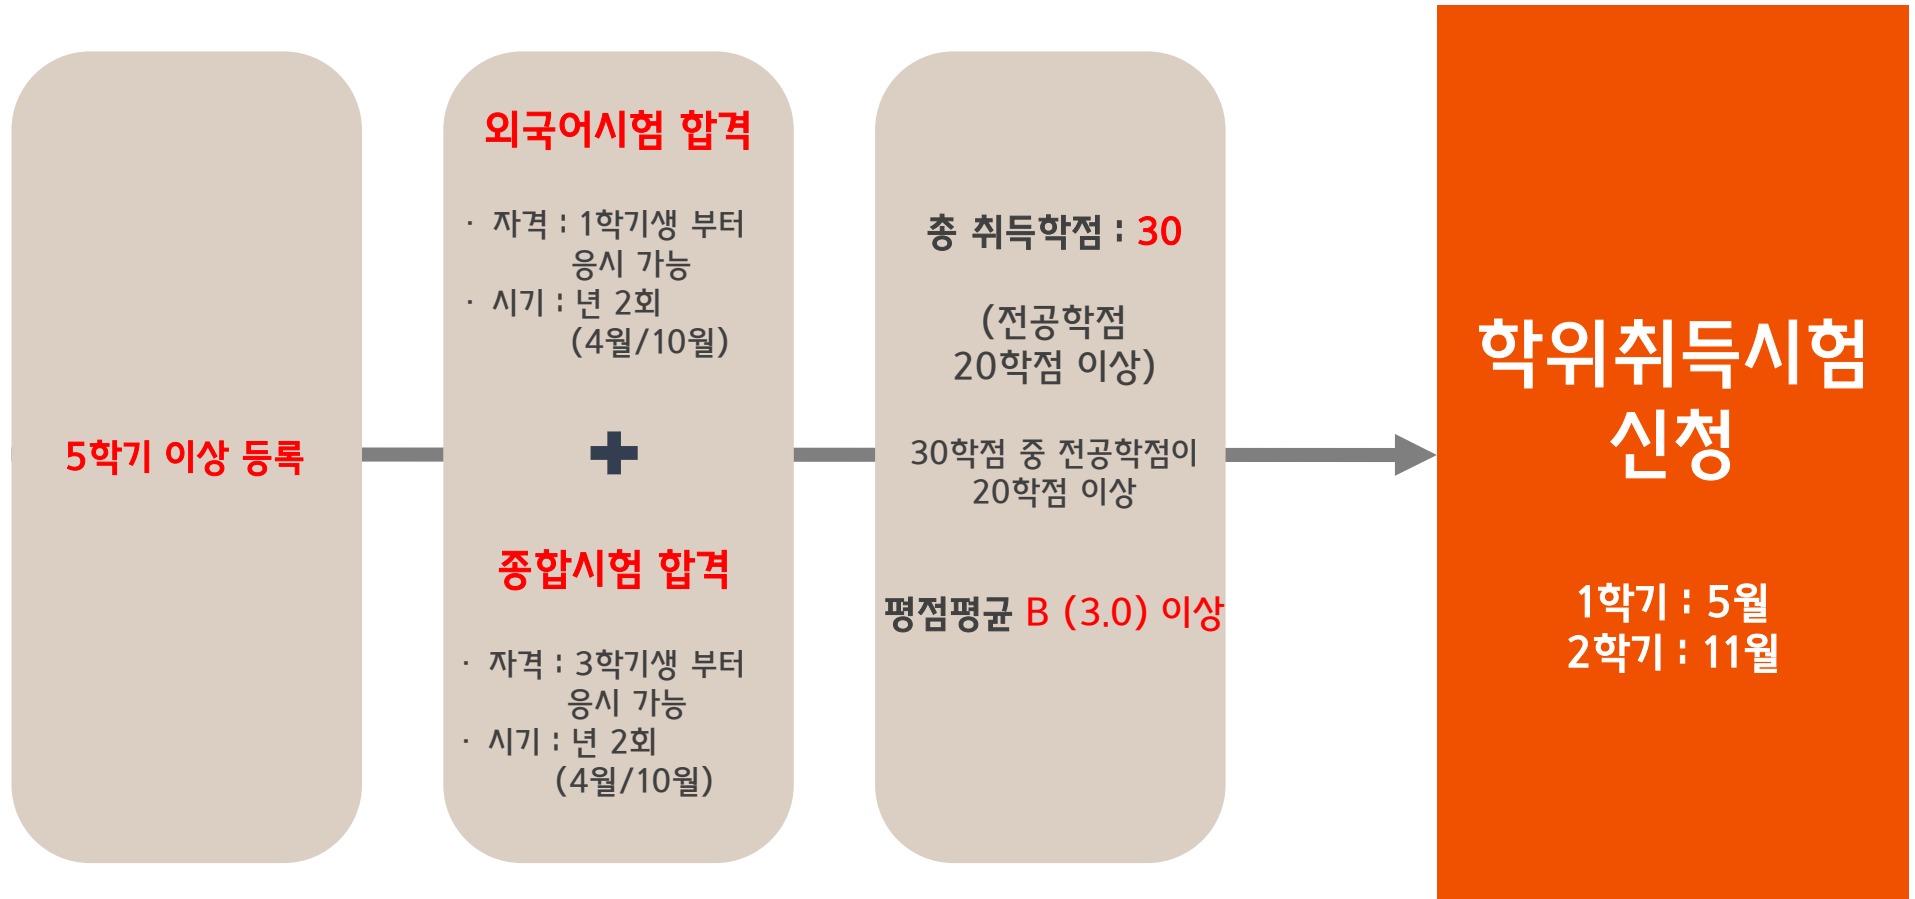 5학기 이상 등록
외국어시험 합격
· 자격 : 1학기생 부터
응시 가능
· 시기 : 년 2회
(4월/10월)
종합시험 합격
· 자격 : 3학기생 부터
응시 가능
· 시기 : 년 2회
(4월/10월)
총 취득학점 : 30
(전공학점
20학점 이상)
30학점 중 전공학점이
20학점 이상
평점평균 B (3.0) 이상
학위취득시험
신청
1학기 : 5월
2학기 : 11월